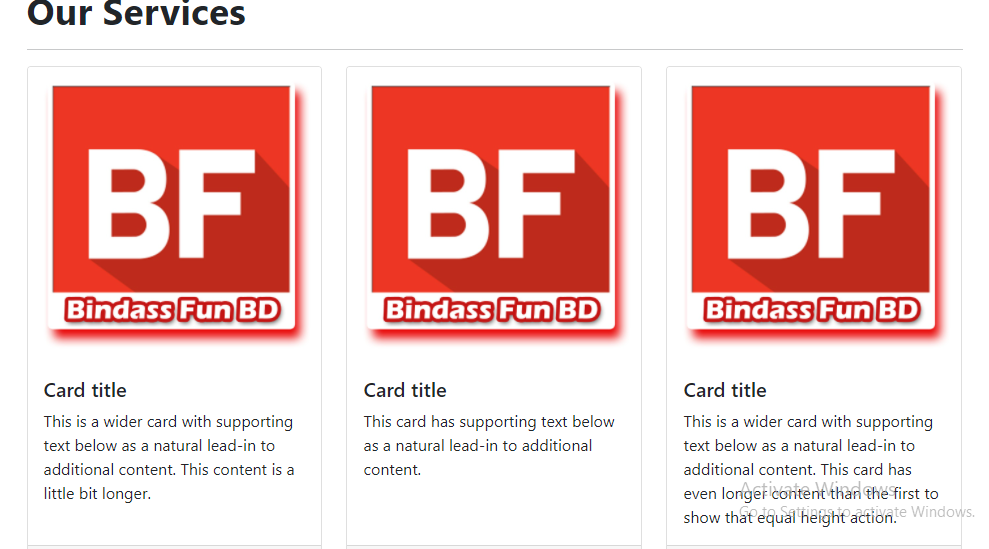 Our Services
BF
Bindass Fun BD
Card title
This is a wider card with supporting
text below as a natural lead-in to
additional content. This content is a
little bit longer.
BF
Bindass Fun BD
Card title
This card has supporting text below
as a natural lead-in to additional
content.
BF
Bindass Fun BD
Card title
This is a wider card with supporting
text below as a natural lead-in to
additional content. This card has
even longer content than the first to
show that equal height action.
Activate Windows
Go to Settings to activate Windows.